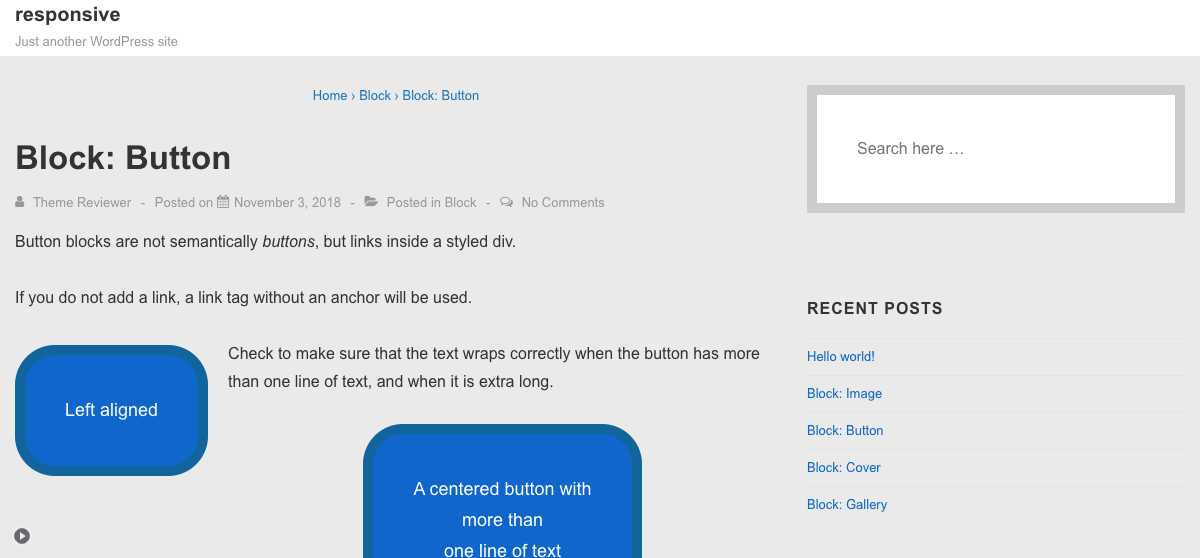 responsive
Just another WordPress site
Home › Block › Block: Button
Block: Button
Theme Reviewer - Posted on November 3, 2018 - Posted in Block - No Comments
Button blocks are not semantically buttons, but links inside a styled div.
If you do not add a link, a link tag without an anchor will be used.
Left aligned
Check to make sure that the text wraps correctly when the button has more
than one line of text, and when it is extra long.
A centered button with
more than
one line of text
Search here …
RECENT POSTS
Hello world!
Block: Image
Block: Button
Block: Cover
Block: Gallery